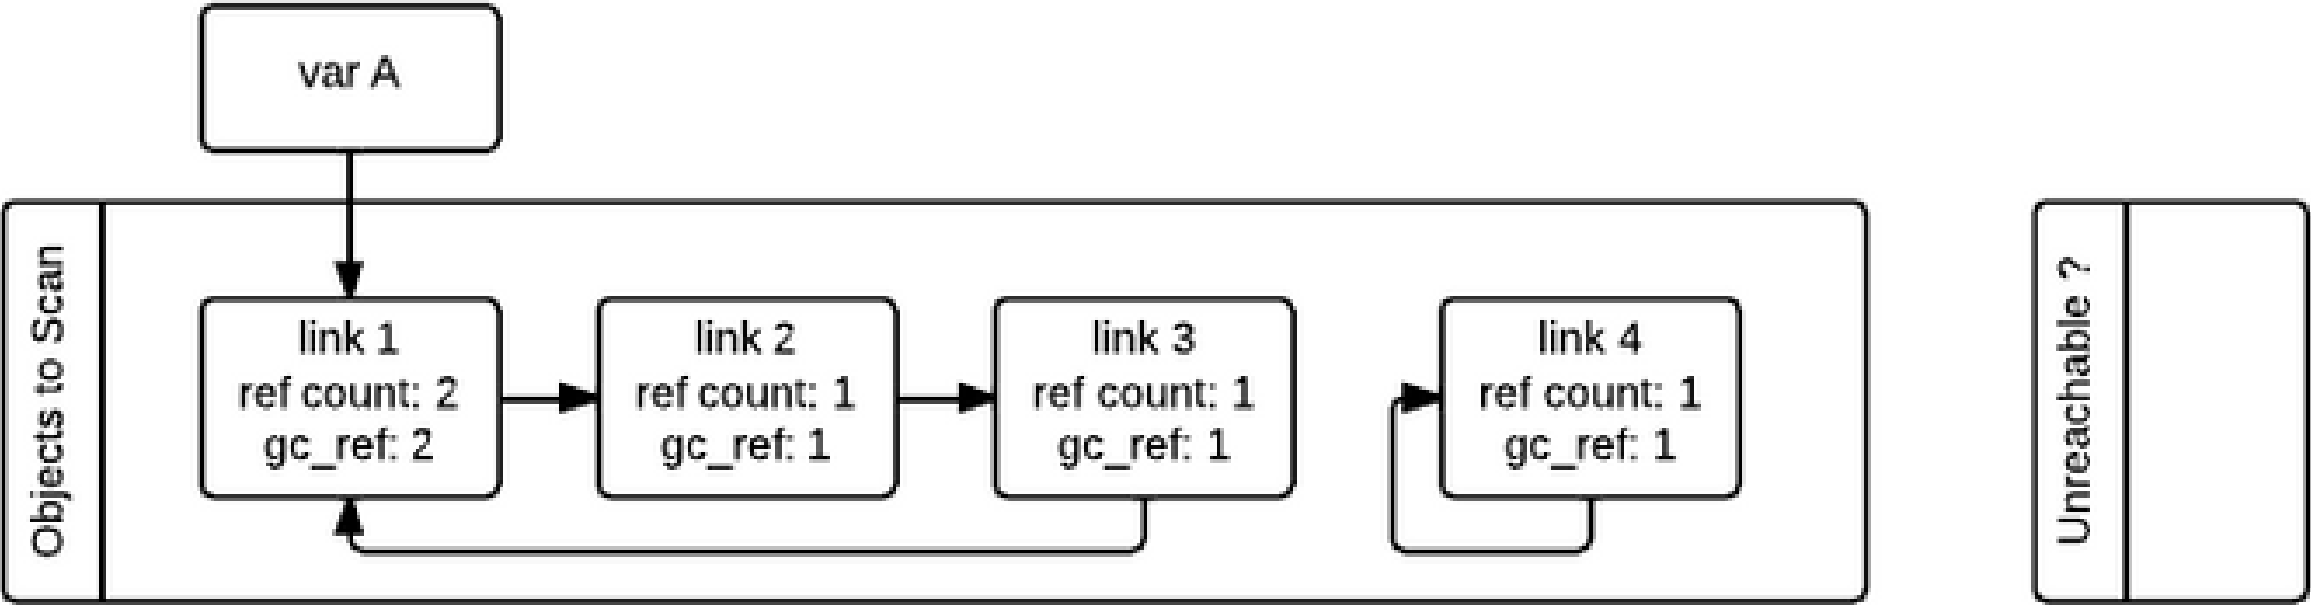 var A
Objects to Scan
link 1
ref count: 2
gc_ref: 2
link 2
ref count: 1
gc_ref: 1
link 3
ref count: 1
gc_ref: 1
link 4
ref count: 1
gc_ref: 1
Unreachable ?